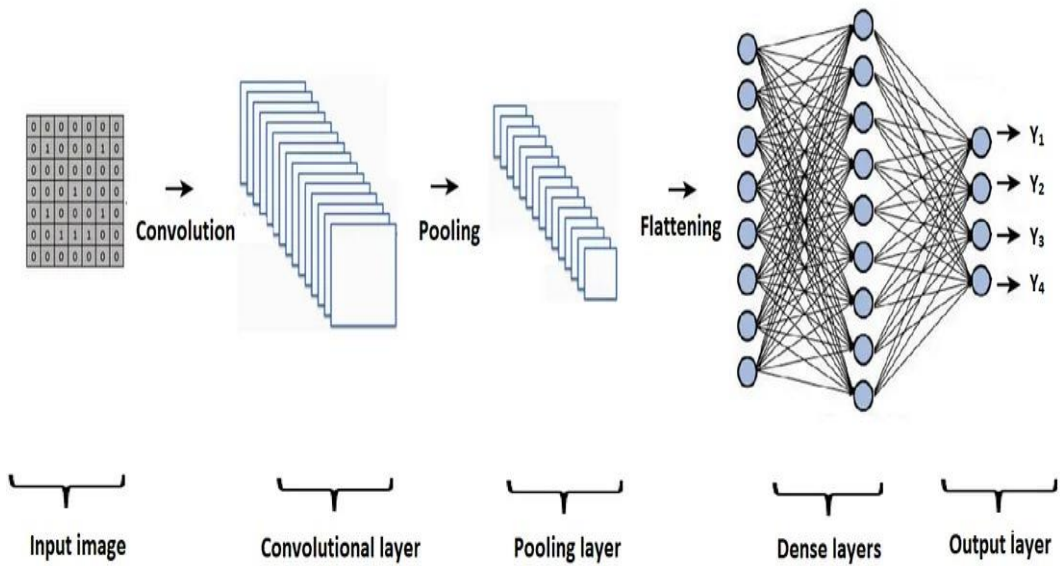 0 0 0 0 0 0 0
0 1 0 0 0 1 0
0 0 0 0 0 0 0
0 0 0 1 0 0 0
0 1 0 0 0 1 0
0 0 1 1 1 0 0
0 0 0 0 0 0 0
Convolution
Pooling
Flattening
Y₁
Y₂
Y₃
Y₄
Input image
Convolutional layer
Pooling layer
Dense layers
Output layer